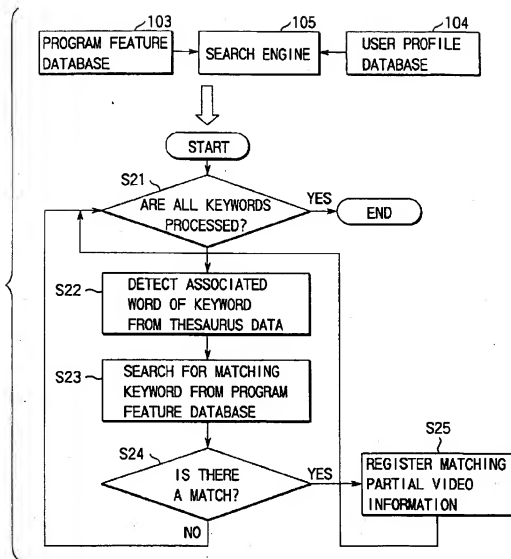 103
PROGRAM FEATURE
DATABASE
105
SEARCH ENGINE
104
USER PROFILE
DATABASE
START
S21
ARE ALL KEYWORDS
PROCESSED?
YES
END
S22
DETECT ASSOCIATED
WORD OF KEYWORD
FROM THESAURUS DATA
S23
SEARCH FOR MATCHING
KEYWORD FROM PROGRAM
FEATURE DATABASE
S24
IS THERE
A MATCH?
YES
NO
S25
REGISTER MATCHING
PARTIAL VIDEO
INFORMATION